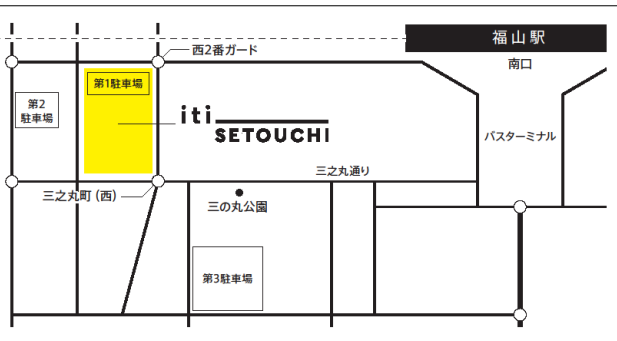 福山駅
西2番ガード
南口
第1駐車場
第2
駐車場
iti
SETOUCHI
バスターミナル
三之丸通り
三之丸町 (西)
三の丸公園
第3駐車場